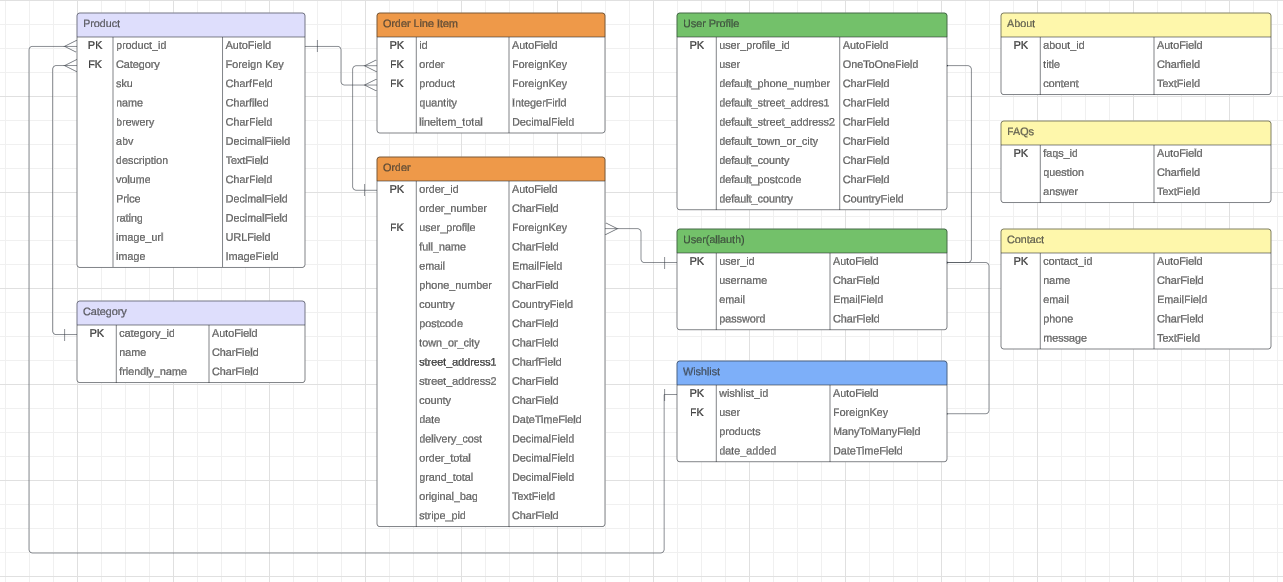 Product
PK product_id AutoField
FK Category Foreign Key
sku CharfFeld
name Charfiled
brewery CharField
abv DecimalFiield
description TextField
volume CharField
Price DecimalField
rating DecimalField
image_url URLField
image ImageField
Category
PK category_id AutoField
name CharField
friendly_name CharField
Order Line Item
PK id AutoField
FK order ForeignKey
FK product ForeignKey
quantity IntegerFirld
lineitem_total DecimalField
Order
PK order_id AutoField
order_number CharField
FK user_profile ForeignKey
full_name CharField
email EmailField
phone_number CharField
country CountryField
postcode CharField
town_or_city CharField
street_address1 CharfField
street_address2 CharField
county CharField
date DateTimeField
delivery_cost DecimalField
order_total DecimalField
grand_total DecimalField
original_bag TextField
stripe_pid CharField
User Profile
PK user_profile_id AutoField
user OneToOneField
default_phone_number CharField
default_street_addres1 CharField
default_street_address2 CharField
default_town_or_city CharField
default_county CharField
default_postcode CharField
default_country CountryField
User(allauth)
PK user_id AutoField
username CharField
email EmailField
password CharField
Wishlist
PK wishlist_id AutoField
FK user ForeignKey
products ManyToManyField
date_added DateTimeField
About
PK about_id AutoField
title Charfield
content TextField
FAQs
PK faqs_id AutoField
question Charfield
answer TextField
Contact
PK contact_id AutoField
name CharField
email EmailField
phone CharField
message TextField